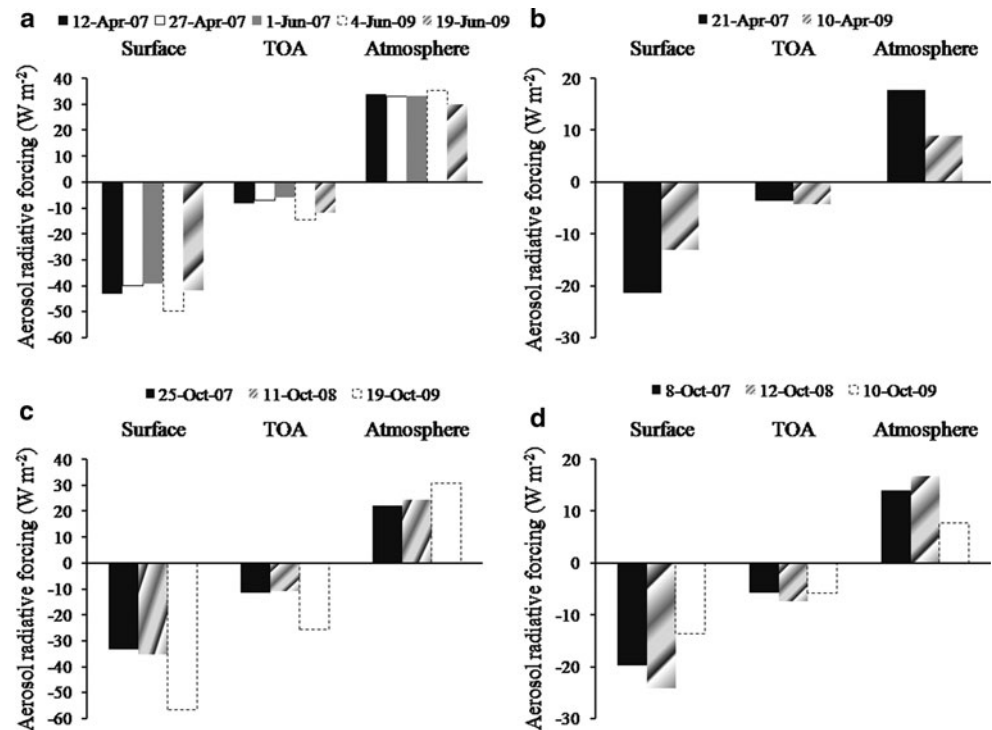 a
■ 12-Apr-07 □ 27-Apr-07 ■ 1-Jun-07 □ 4-Jun-09 ▨ 19-Jun-09
Surface TOA Atmosphere
Aerosol radiative forcing (W m⁻²)
40
30
20
10
0
-10
-20
-30
-40
-50
-60
b
■ 21-Apr-07 ▨ 10-Apr-09
Surface TOA Atmosphere
Aerosol radiative forcing (W m⁻²)
20
10
0
-10
-20
-30
c
■ 25-Oct-07 ▨ 11-Oct-08 □ 19-Oct-09
Surface TOA Atmosphere
Aerosol radiative forcing (W m⁻²)
40
30
20
10
0
-10
-20
-30
-40
-50
-60
d
■ 8-Oct-07 ▨ 12-Oct-08 □ 10-Oct-09
Surface TOA Atmosphere
Aerosol radiative forcing (W m⁻²)
20
10
0
-10
-20
-30